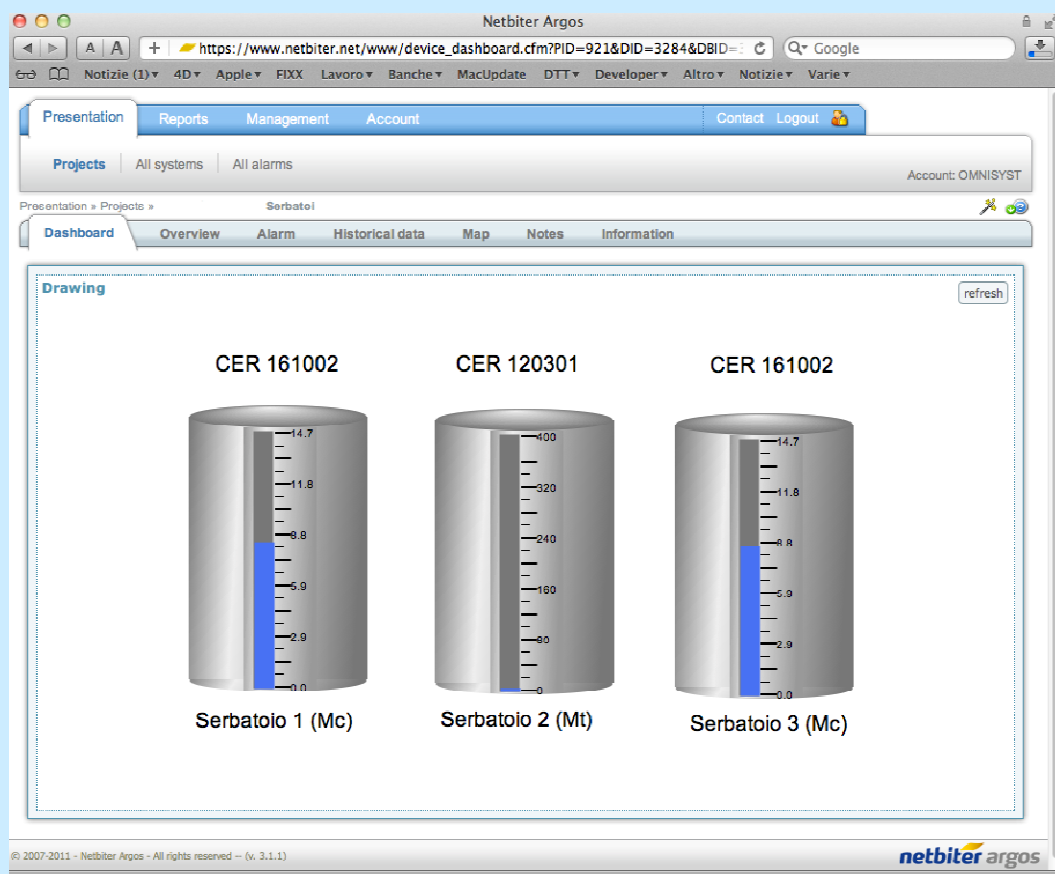 Netbiter Argos
A A + https://www.netbiter.net/www/device_dashboard.cfm?PID=921&DID=3284&DBID= Google
Notizie (1) 4D Apple FIXX Lavoro Banche MacUpdate DTT Developer Altro Notizie Varie
Presentation Reports Management Account Contact Logout
Projects All systems All alarms
Account: OMNISYST
Presentation » Projects » Serbatoi
Dashboard Overview Alarm Historical data Map Notes Information
Drawing refresh
CER 161002 CER 120301 CER 161002
14.7 400 14.7
11.8 320 11.8
8.8 240 8.8
5.9 160 5.9
2.9 80 2.9
0.0 0 0.0
Serbatoio 1 (Mc) Serbatoio 2 (Mt) Serbatoio 3 (Mc)
© 2007-2011 - Netbiter Argos - All rights reserved -- (v. 3.1.1) netbiter argos